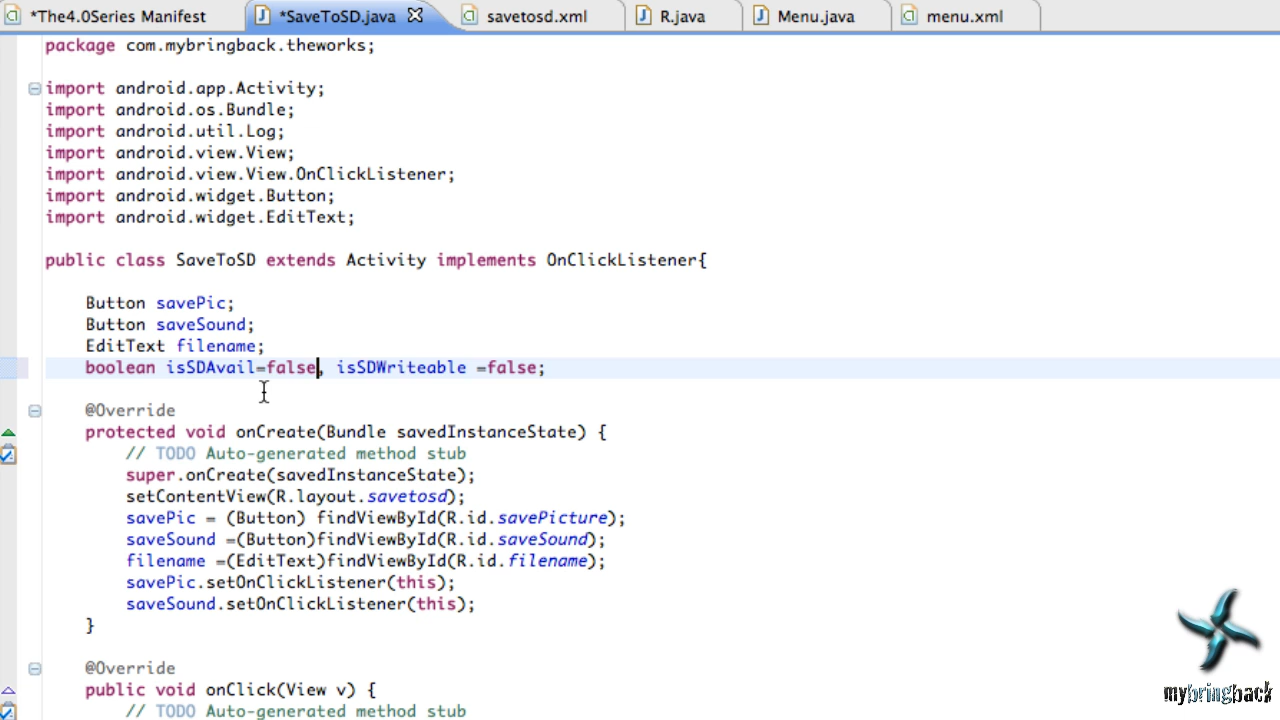 *The4.0Series Manifest *SaveToSD.java savetosd.xml R.java Menu.java menu.xml
package com.mybringback.theworks;
import android.app.Activity;
import android.os.Bundle;
import android.util.Log;
import android.view.View;
import android.view.View.OnClickListener;
import android.widget.Button;
import android.widget.EditText;
public class SaveToSD extends Activity implements OnClickListener{
Button savePic;
Button saveSound;
EditText filename;
boolean isSDAvail=false, isSDWriteable =false;
@Override
protected void onCreate(Bundle savedInstanceState) {
// TODO Auto-generated method stub
super.onCreate(savedInstanceState);
setContentView(R.layout.savetosd);
savePic = (Button) findViewById(R.id.savePicture);
saveSound =(Button)findViewById(R.id.saveSound);
filename =(EditText)findViewById(R.id.filename);
savePic.setOnClickListener(this);
saveSound.setOnClickListener(this);
}
@Override
public void onClick(View v) {
// TODO Auto-generated method stub
mybringback